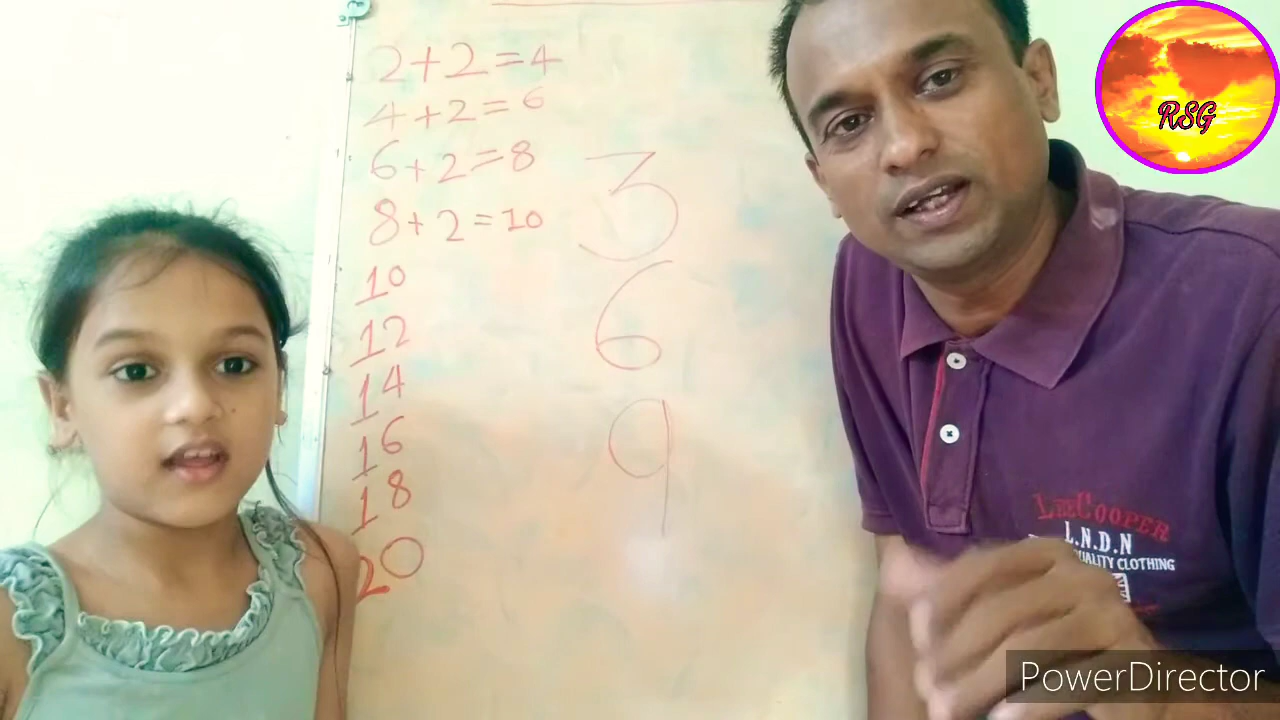 2+2=4
4+2=6
6+2=8
8+2=10
10
12
14
16
18
20
3
6
9
RSG
LEE COOPER
L.N.D.N
QUALITY CLOTHING
PowerDirector